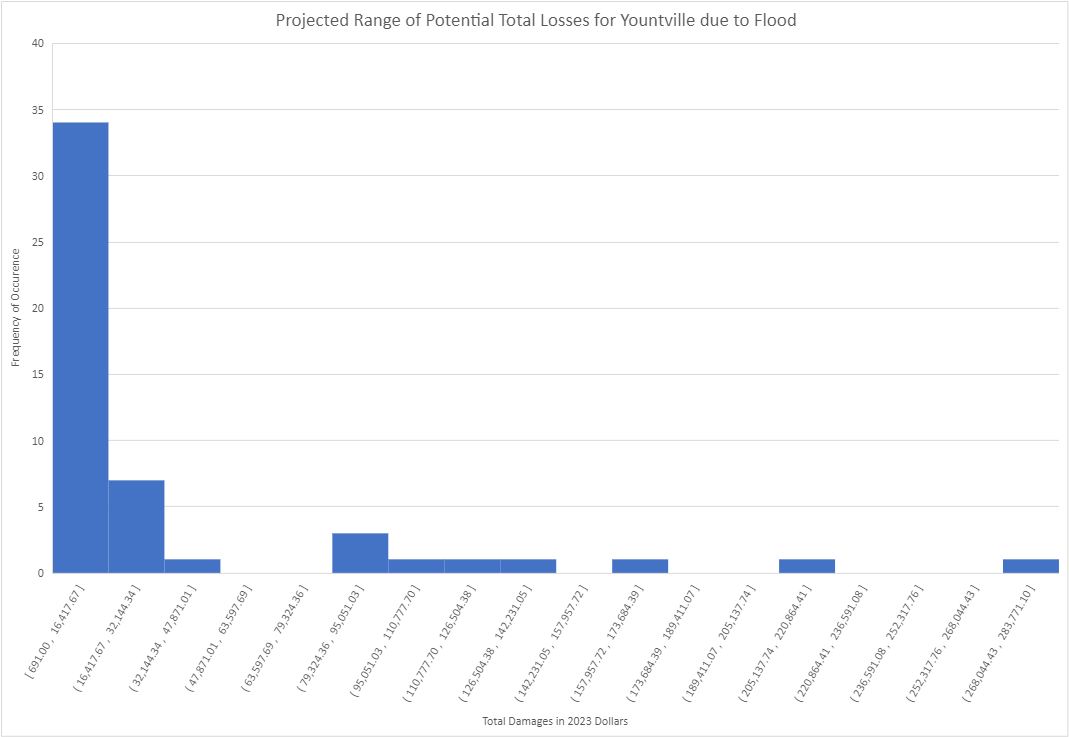 Projected Range of Potential Total Losses for Yountville due to Flood
40
35
30
25
20
15
10
5
0
Frequency of Occurence
[ 691.00 , 16,417.67 ]
( 16,417.67 , 32,144.34 ]
( 32,144.34 , 47,871.01 ]
( 47,871.01 , 63,597.69 ]
( 63,597.69 , 79,324.36 ]
(79,324.36 , 95,051.03 ]
( 95,051.03 , 110,777.70 ]
(110,777.70 , 126,504.38 ]
(126,504.38 , 142,231.05 ]
(142,231.05 , 157,957.72 ]
(157,957.72 , 173,684.39 ]
(173,684.39 , 189,411.07 ]
(189,411.07 , 205,137.74 ]
(205,137.74 , 220,864.41 ]
(220,864.41 , 236,591.08 ]
(236,591.08 , 252,317.76 ]
(252,317.76 , 268,044.43 ]
(268,044.43 , 283,771.10 ]
Total Damages in 2023 Dollars